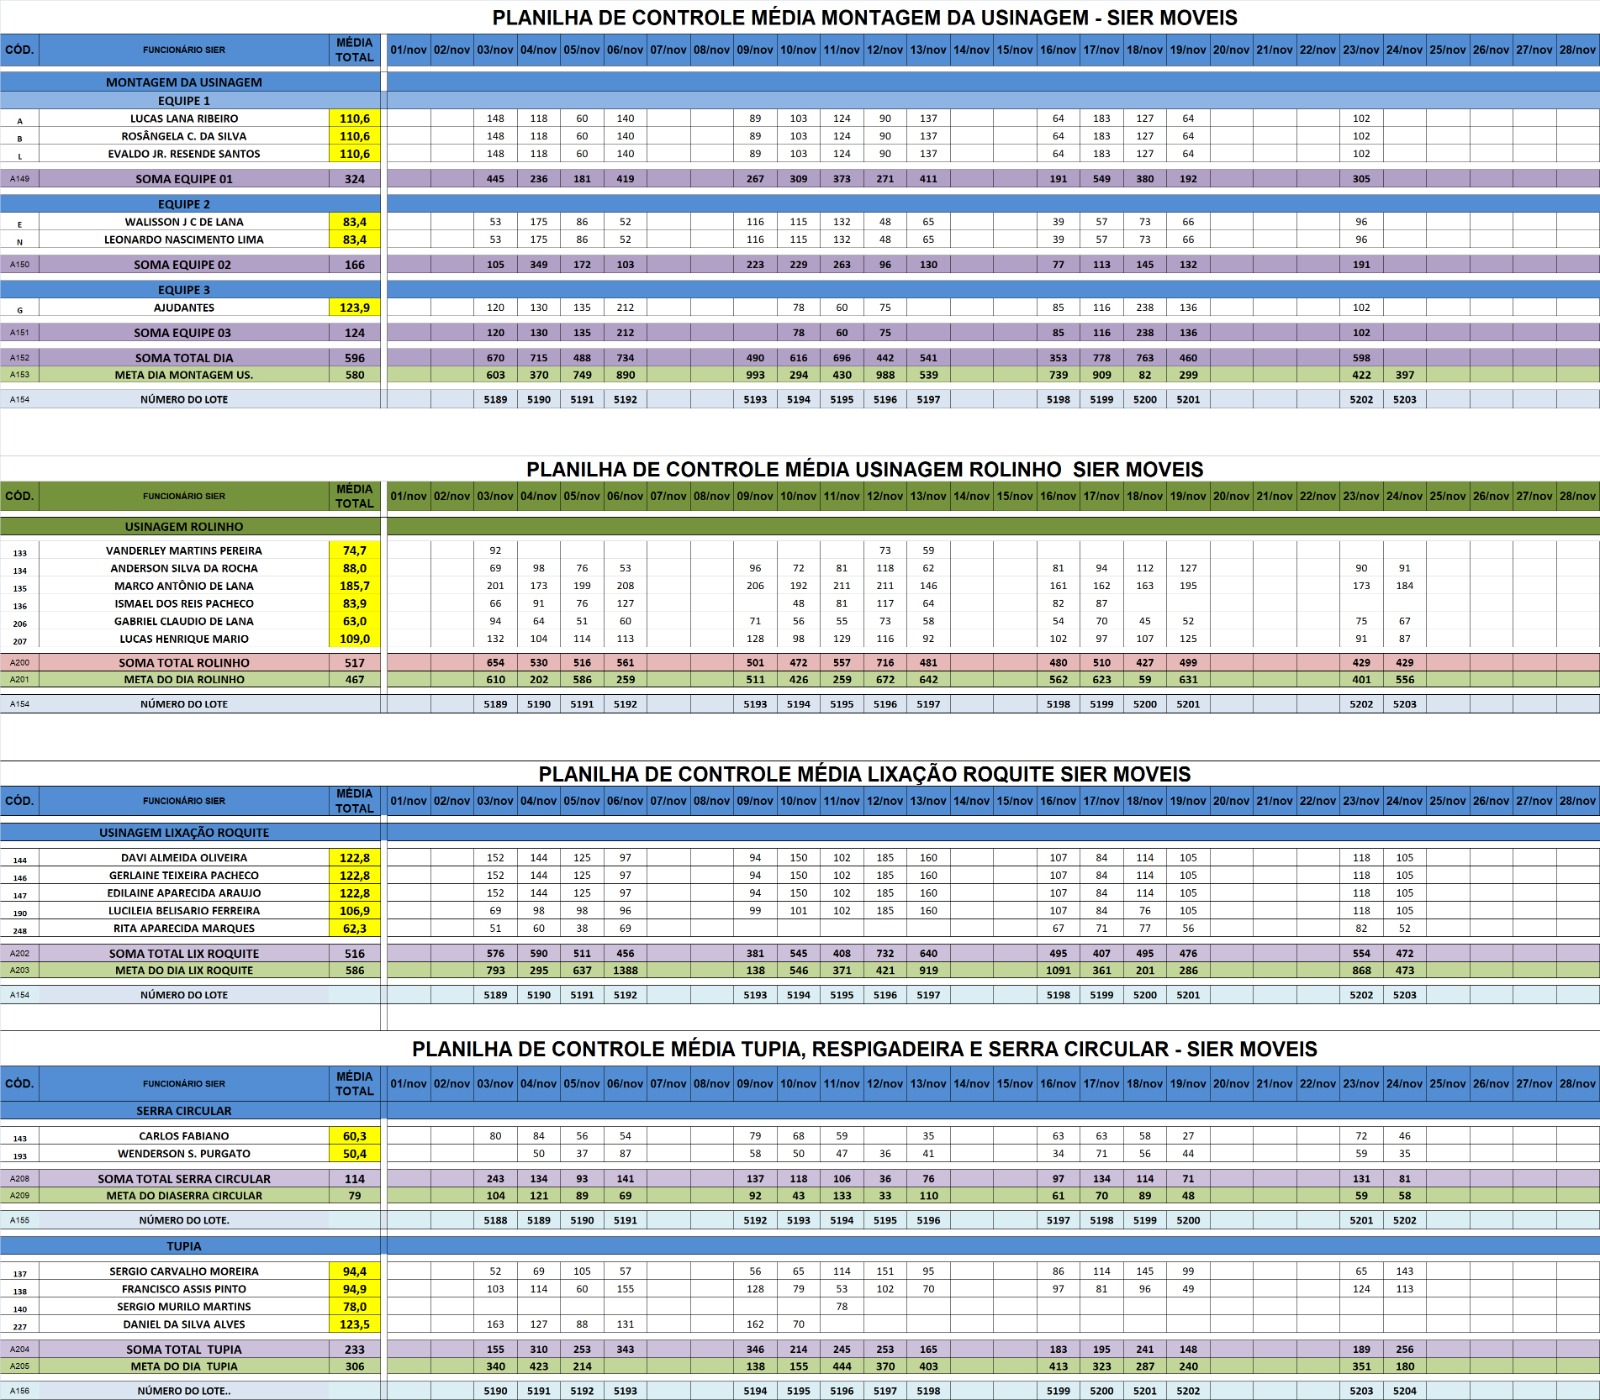 PLANILHA DE CONTROLE MÉDIA MONTAGEM DA USINAGEM - SIER MOVEIS
CÓD. FUNCIONÁRIO SIER MÉDIA TOTAL 01/nov 02/nov 03/nov 04/nov 05/nov 06/nov 07/nov 08/nov 09/nov 10/nov 11/nov 12/nov 13/nov 14/nov 15/nov 16/nov 17/nov 18/nov 19/nov 20/nov 21/nov 22/nov 23/nov 24/nov 25/nov 26/nov 27/nov 28/nov
MONTAGEM DA USINAGEM
EQUIPE 1
A LUCAS LANA RIBEIRO 110,6 148 118 60 140 89 103 124 90 137 64 183 127 64 102
B ROSÂNGELA C. DA SILVA 110,6 148 118 60 140 89 103 124 90 137 64 183 127 64 102
L EVALDO JR. RESENDE SANTOS 110,6 148 118 60 140 89 103 124 90 137 64 183 127 64 102
A149 SOMA EQUIPE 01 324 445 236 181 419 267 309 373 271 411 191 549 380 192 305
EQUIPE 2
E WALISSON J C DE LANA 83,4 53 175 86 52 116 115 132 48 65 39 57 73 66 96
N LEONARDO NASCIMENTO LIMA 83,4 53 175 86 52 116 115 132 48 65 39 57 73 66 96
A150 SOMA EQUIPE 02 166 105 349 172 103 223 229 263 96 130 77 113 145 132 191
EQUIPE 3
G AJUDANTES 123,9 120 130 135 212 78 60 75 85 116 238 136 102
A151 SOMA EQUIPE 03 124 120 130 135 212 78 60 75 85 116 238 136 102
A152 SOMA TOTAL DIA 596 670 715 488 734 490 616 696 442 541 353 778 763 460 598
A153 META DIA MONTAGEM US. 580 603 370 749 890 993 294 430 988 539 739 909 82 299 422 397
A154 NÚMERO DO LOTE 5189 5190 5191 5192 5193 5194 5195 5196 5197 5198 5199 5200 5201 5202 5203
PLANILHA DE CONTROLE MÉDIA USINAGEM ROLINHO SIER MOVEIS
CÓD. FUNCIONÁRIO SIER MÉDIA TOTAL 01/nov 02/nov 03/nov 04/nov 05/nov 06/nov 07/nov 08/nov 09/nov 10/nov 11/nov 12/nov 13/nov 14/nov 15/nov 16/nov 17/nov 18/nov 19/nov 20/nov 21/nov 22/nov 23/nov 24/nov 25/nov 26/nov 27/nov 28/nov
USINAGEM ROLINHO
133 VANDERLEY MARTINS PEREIRA 74,7 92 73 59
134 ANDERSON SILVA DA ROCHA 88,0 69 98 76 53 96 72 81 118 62 81 94 112 127 90 91
135 MARCO ANTÔNIO DE LANA 185,7 201 173 199 208 206 192 211 211 146 161 162 163 195 173 184
136 ISMAEL DOS REIS PACHECO 83,9 66 91 76 127 48 81 117 64 82 87
206 GABRIEL CLAUDIO DE LANA 63,0 94 64 51 60 71 56 55 73 58 54 70 45 52 75 67
207 LUCAS HENRIQUE MARIO 109,0 132 104 114 113 128 98 129 116 92 102 97 107 125 91 87
A200 SOMA TOTAL ROLINHO 517 654 530 516 561 501 472 557 716 481 480 510 427 499 429 429
A201 META DO DIA ROLINHO 467 610 202 586 259 511 426 259 672 642 562 623 59 631 401 556
A154 NÚMERO DO LOTE 5189 5190 5191 5192 5193 5194 5195 5196 5197 5198 5199 5200 5201 5202 5203
PLANILHA DE CONTROLE MÉDIA LIXAÇÃO ROQUITE SIER MOVEIS
CÓD. FUNCIONÁRIO SIER MÉDIA TOTAL 01/nov 02/nov 03/nov 04/nov 05/nov 06/nov 07/nov 08/nov 09/nov 10/nov 11/nov 12/nov 13/nov 14/nov 15/nov 16/nov 17/nov 18/nov 19/nov 20/nov 21/nov 22/nov 23/nov 24/nov 25/nov 26/nov 27/nov 28/nov
USINAGEM LIXAÇÃO ROQUITE
144 DAVI ALMEIDA OLIVEIRA 122,8 152 144 125 97 94 150 102 185 160 107 84 114 105 118 105
146 GERLAINE TEIXEIRA PACHECO 122,8 152 144 125 97 94 150 102 185 160 107 84 114 105 118 105
147 EDILAINE APARECIDA ARAUJO 122,8 152 144 125 97 94 150 102 185 160 107 84 114 105 118 105
190 LUCILEIA BELISARIO FERREIRA 106,9 69 98 98 96 99 101 102 185 160 107 84 76 105 118 105
248 RITA APARECIDA MARQUES 62,3 51 60 38 69 67 71 77 56 82 52
A202 SOMA TOTAL LIX ROQUITE 516 576 590 511 456 381 545 408 732 640 495 407 495 476 554 472
A203 META DO DIA LIX ROQUITE 586 793 295 637 1388 138 546 371 421 919 1091 361 201 286 868 473
A154 NÚMERO DO LOTE 5189 5190 5191 5192 5193 5194 5195 5196 5197 5198 5199 5200 5201 5202 5203
PLANILHA DE CONTROLE MÉDIA TUPIA, RESPIGADEIRA E SERRA CIRCULAR - SIER MOVEIS
CÓD. FUNCIONÁRIO SIER MÉDIA TOTAL 01/nov 02/nov 03/nov 04/nov 05/nov 06/nov 07/nov 08/nov 09/nov 10/nov 11/nov 12/nov 13/nov 14/nov 15/nov 16/nov 17/nov 18/nov 19/nov 20/nov 21/nov 22/nov 23/nov 24/nov 25/nov 26/nov 27/nov 28/nov
SERRA CIRCULAR
143 CARLOS FABIANO 60,3 80 84 56 54 79 68 59 35 63 63 58 27 72 46
193 WENDERSON S. PURGATO 50,4 50 37 87 58 50 47 36 41 34 71 56 44 59 35
A208 SOMA TOTAL SERRA CIRCULAR 114 243 134 93 141 137 118 106 36 76 97 134 114 71 131 81
A209 META DO DIASERRA CIRCULAR 79 104 121 89 69 92 43 133 33 110 61 70 89 48 59 58
A155 NÚMERO DO LOTE. 5188 5189 5190 5191 5192 5193 5194 5195 5196 5197 5198 5199 5200 5201 5202
TUPIA
137 SERGIO CARVALHO MOREIRA 94,4 52 69 105 57 56 65 114 151 95 86 114 145 99 65 143
138 FRANCISCO ASSIS PINTO 94,9 103 114 60 155 128 79 53 102 70 97 81 96 49 124 113
140 SERGIO MURILO MARTINS 78,0 78
227 DANIEL DA SILVA ALVES 123,5 163 127 88 131 162 70
A204 SOMA TOTAL TUPIA 233 155 310 253 343 346 214 245 253 165 183 195 241 148 189 256
A205 META DO DIA TUPIA 306 340 423 214 138 155 444 370 403 413 323 287 240 351 180
A156 NÚMERO DO LOTE.. 5190 5191 5192 5193 5194 5195 5196 5197 5198 5199 5200 5201 5202 5203 5204